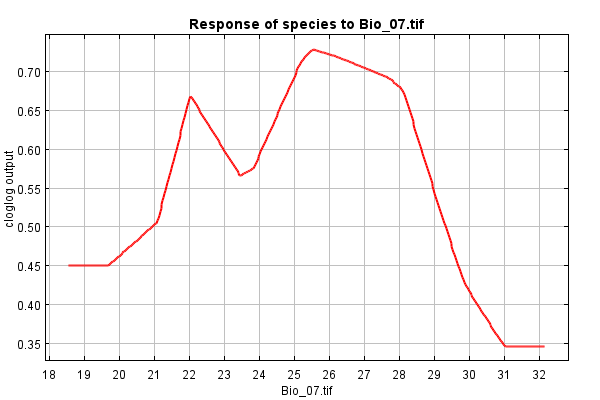 Response of species to Bio_07.tif
cloglog output
0.70
0.65
0.60
0.55
0.50
0.45
0.40
0.35
18 19 20 21 22 23 24 25 26 27 28 29 30 31 32
Bio_07.tif